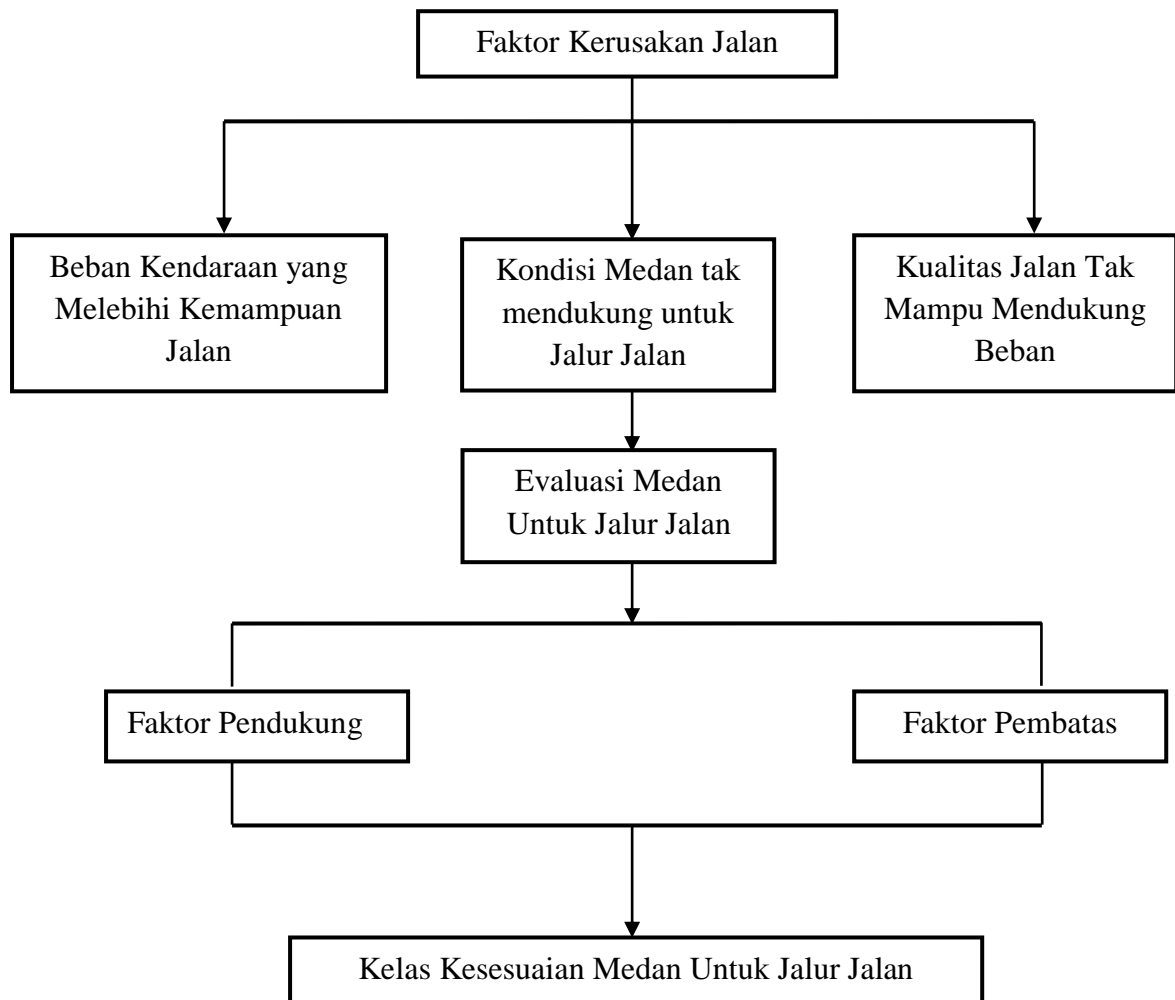 Faktor Kerusakan Jalan
Beban Kendaraan yang
Melebihi Kemampuan
Jalan
Kondisi Medan tak
mendukung untuk
Jalur Jalan
Kualitas Jalan Tak
Mampu Mendukung
Beban
Evaluasi Medan
Untuk Jalur Jalan
Faktor Pendukung
Faktor Pembatas
Kelas Kesesuaian Medan Untuk Jalur Jalan